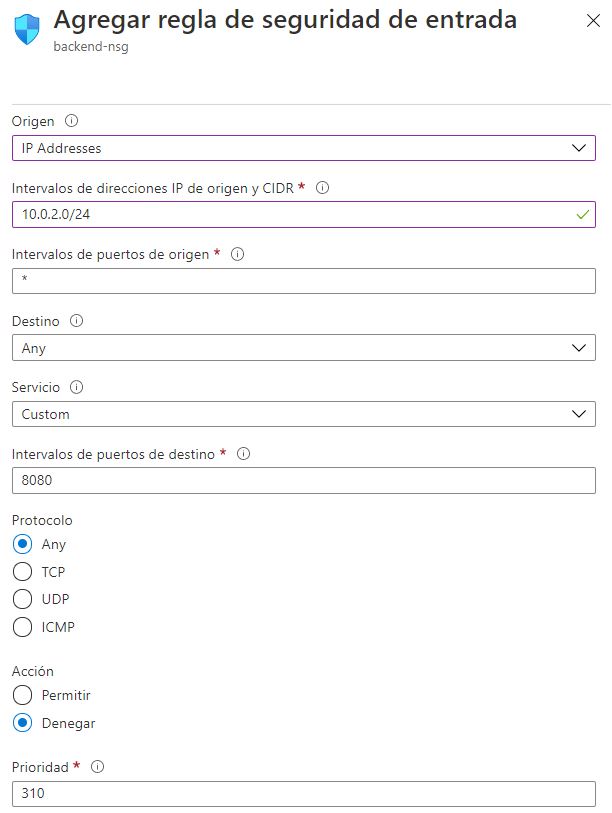 Agregar regla de seguridad de entrada
backend-nsg
Origen
IP Addresses
Intervalos de direcciones IP de origen y CIDR *
10.0.2.0/24
Intervalos de puertos de origen *
*
Destino
Any
Servicio
Custom
Intervalos de puertos de destino *
8080
Protocolo
Any
TCP
UDP
ICMP
Acción
Permitir
Denegar
Prioridad *
310